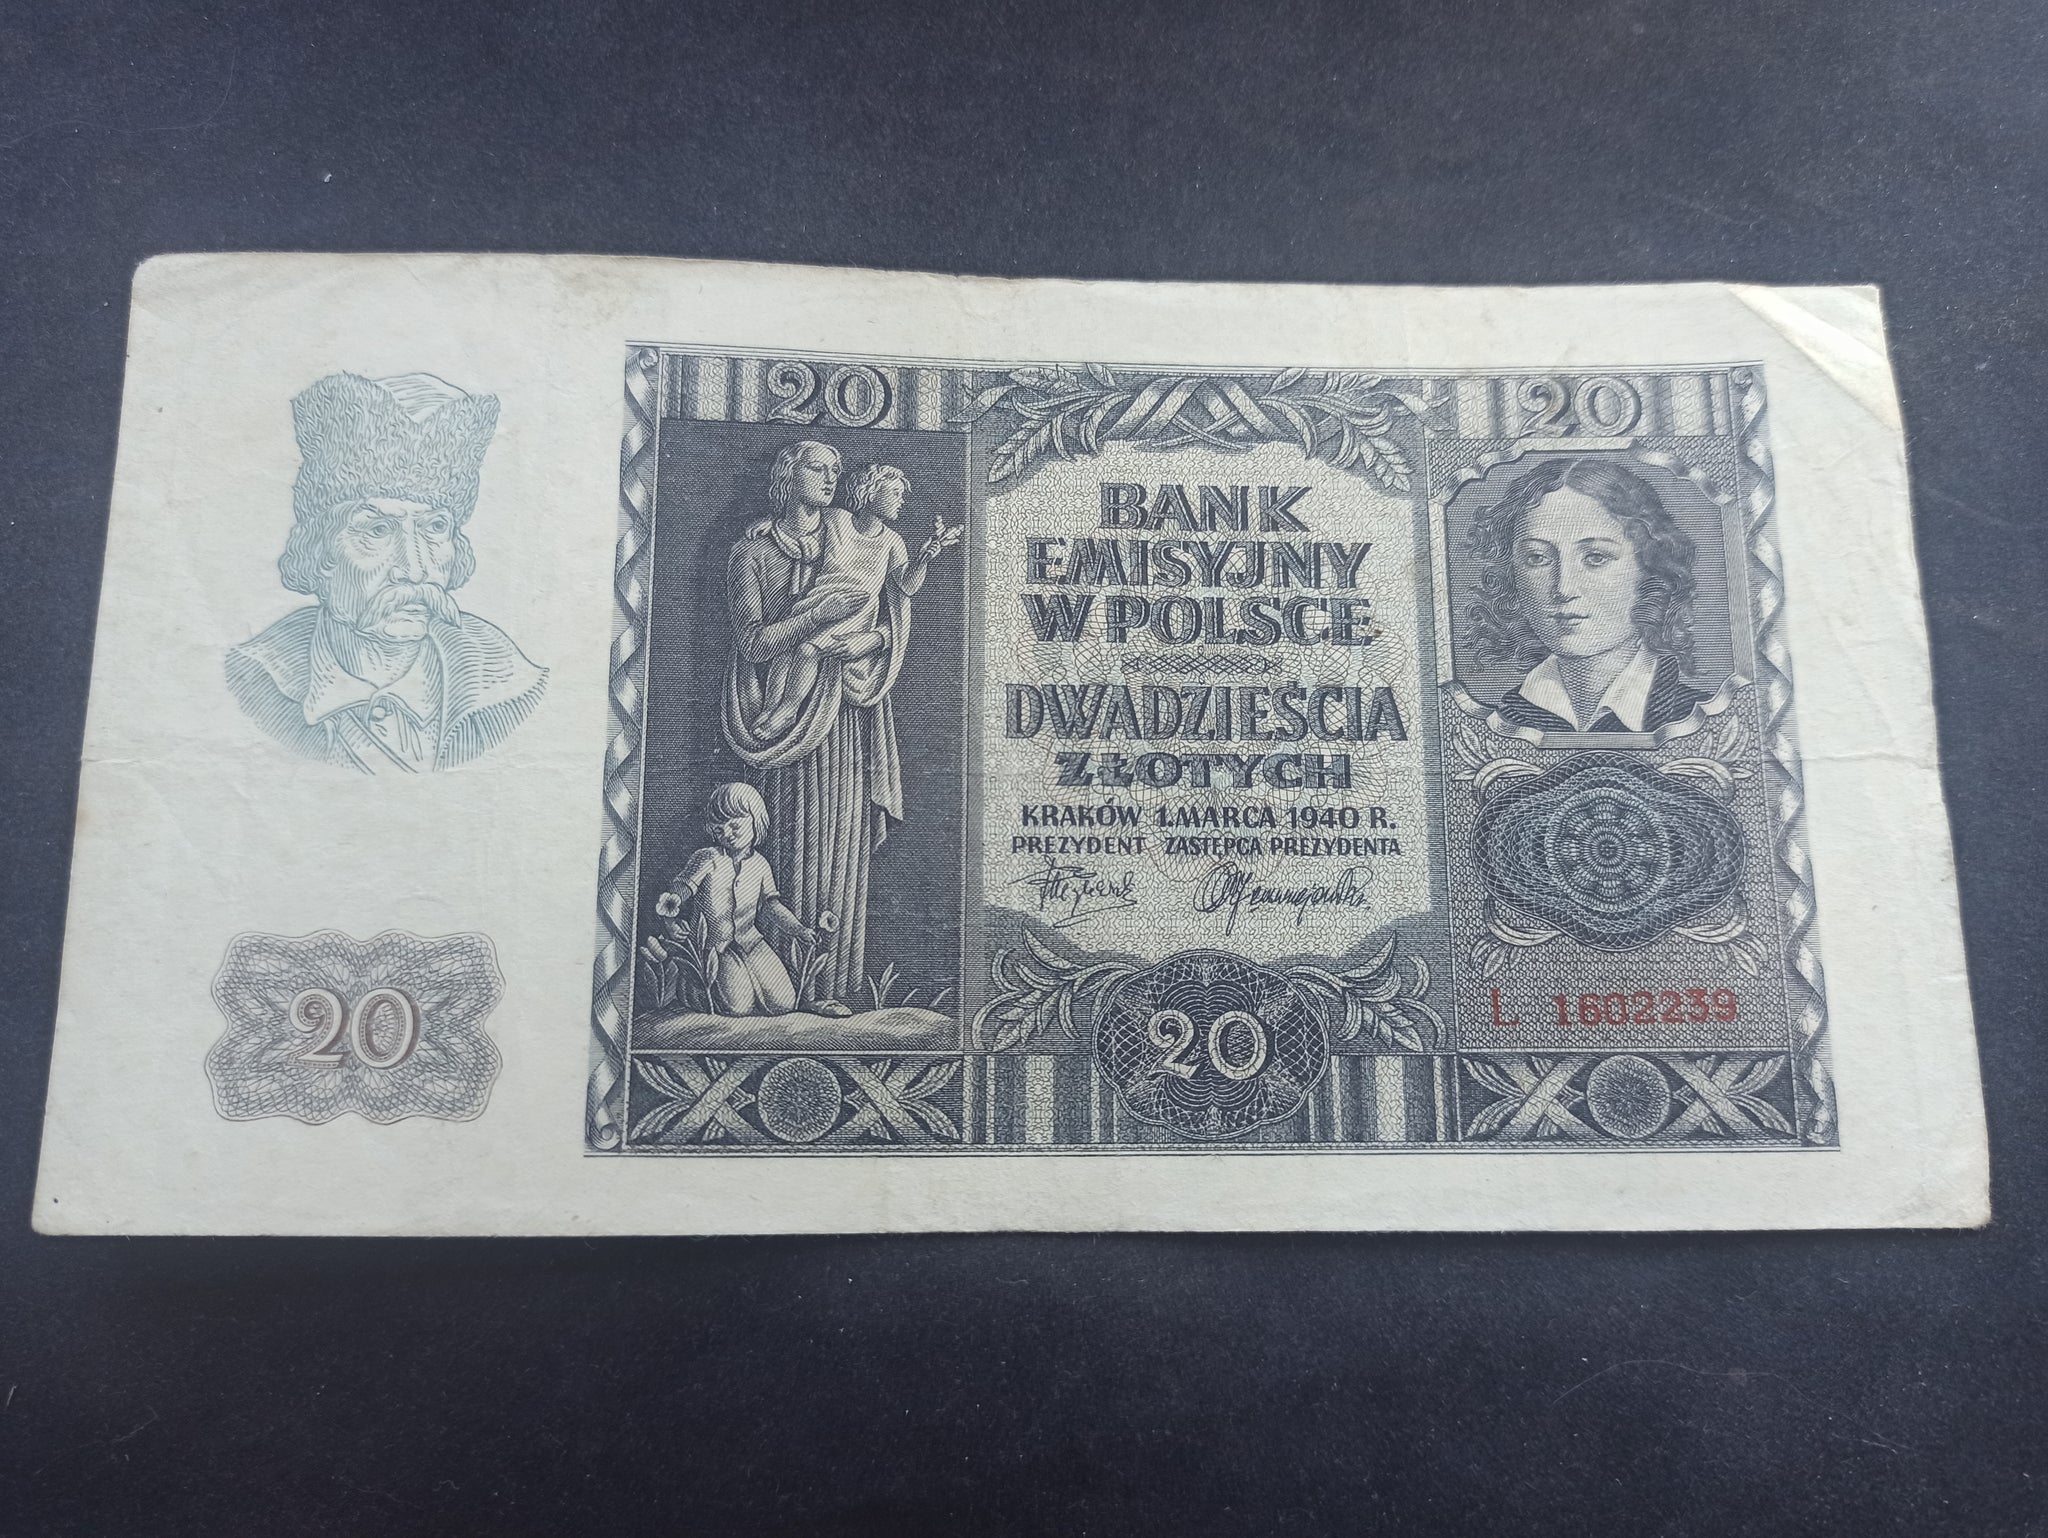 20
20
BANK
EMISYJNY
W POLSCE
DWADZIEŚCIA
ZŁOTYCH
KRAKÓW 1. MARCA 1940 R.
PREZYDENT ZASTĘPCA PREZYDENTA
L 1602239
20
20